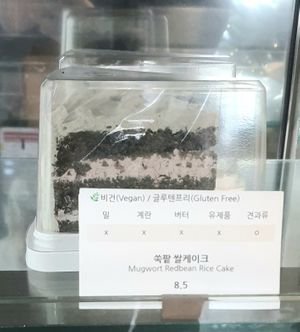 비건(Vegan) / 글루텐프리(Gluten Free)
밀 계란 버터 유제품 견과류
x x x x o
쑥팥 쌀케이크
Mugwort Redbean Rice Cake
8.5